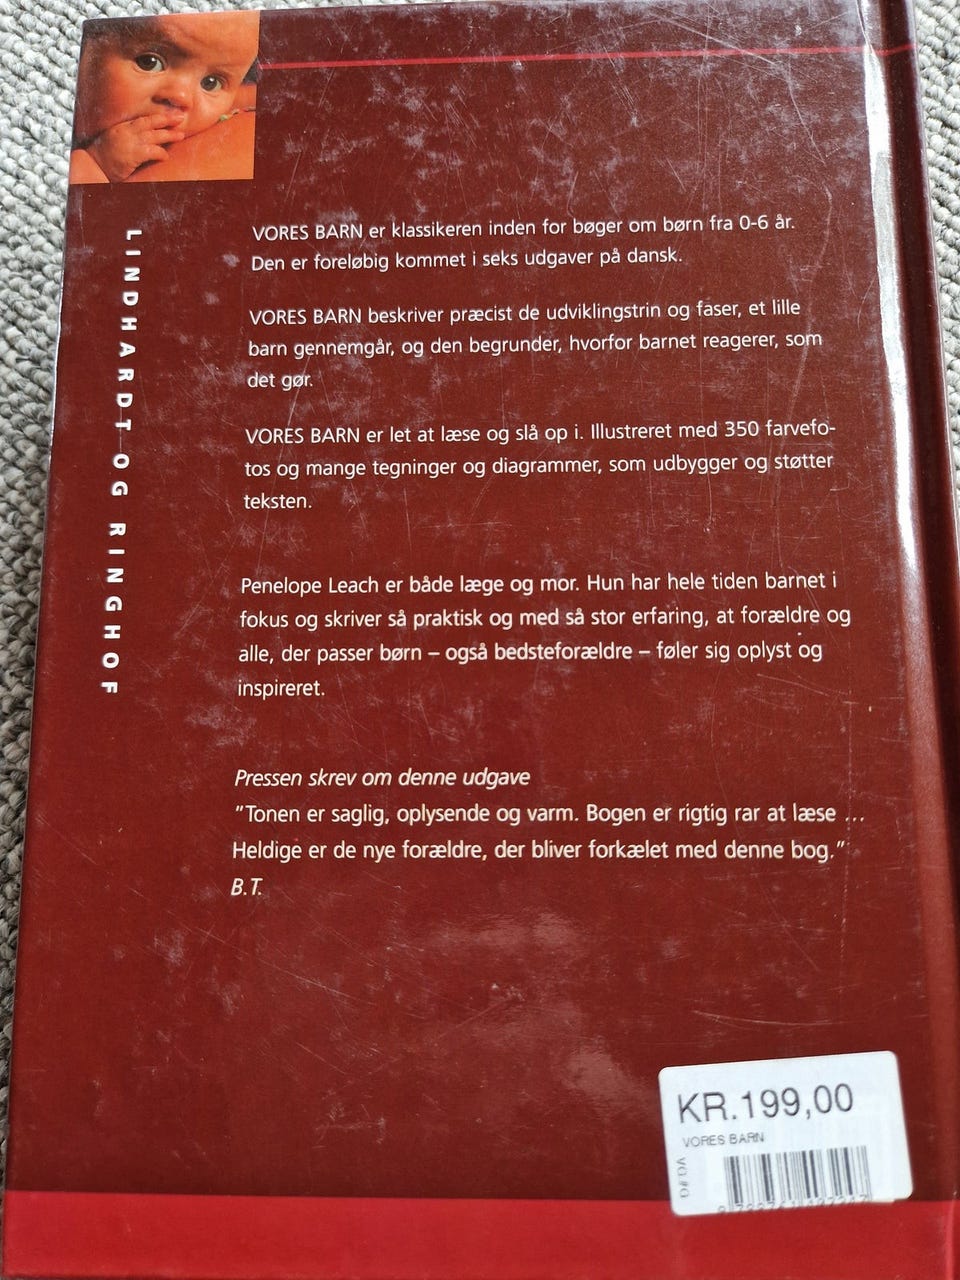 LINDHARDT OG RINGHOF
VORES BARN er klassikeren inden for bøger om børn fra 0-6 år.
Den er foreløbig kommet i seks udgaver på dansk.
VORES BARN beskriver præcist de udviklingstrin og faser, et lille
barn gennemgår, og den begrunder, hvorfor barnet reagerer, som
det gør.
VORES BARN er let at læse og slå op i. Illustreret med 350 farvefo-
tos og mange tegninger og diagrammer, som udbygger og støtter
teksten.
Penelope Leach er både læge og mor. Hun har hele tiden barnet i
fokus og skriver så praktisk og med så stor erfaring, at forældre og
alle, der passer børn – også bedsteforældre – føler sig oplyst og
inspireret.
Pressen skrev om denne udgave
"Tonen er saglig, oplysende og varm. Bogen er rigtig rar at læse ...
Heldige er de nye forældre, der bliver forkælet med denne bog."
B.T.
KR.199,00
VORES BARN